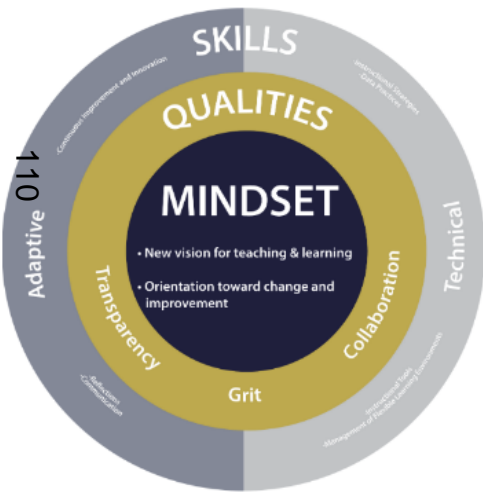 SKILLS
-Continuous Improvement and Innovation
-Instructional Strategies
-Data Practices
QUALITIES
110
MINDSET
Adaptive
Technical
• New vision for teaching & learning
• Orientation toward change and
improvement
Transparency
Collaboration
Grit
-Reflection
-Communication
-Instructional Tools
-Management of Flexible Learning Environments